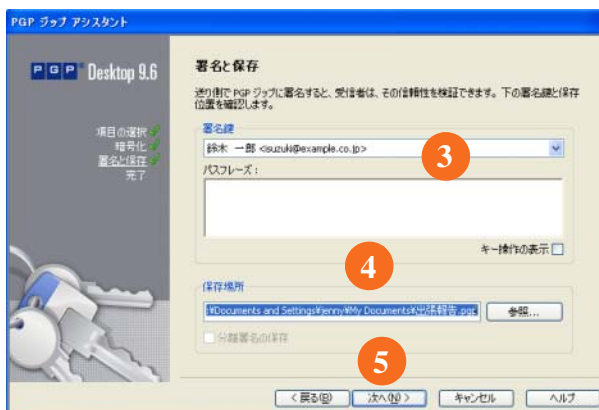 PGP ジップ アシスタント
PGP Desktop 9.6
項目の選択
暗号化
署名と保存
完了
署名と保存
送り側で PGP ジップに署名すると、受信者は、その信頼性を検証できます。下の署名鍵と保存
位置を確認します。
署名鍵
鈴木 一郎 <isuzuki@example.co.jp>
3
パスフレーズ:
キー操作の表示
4
保存場所
:¥Documents and Settings¥jenny¥My Documents¥出張報告.pgp
参照...
分離署名の保存
5
< 戻る(B)
次へ(N) >
キャンセル
ヘルプ